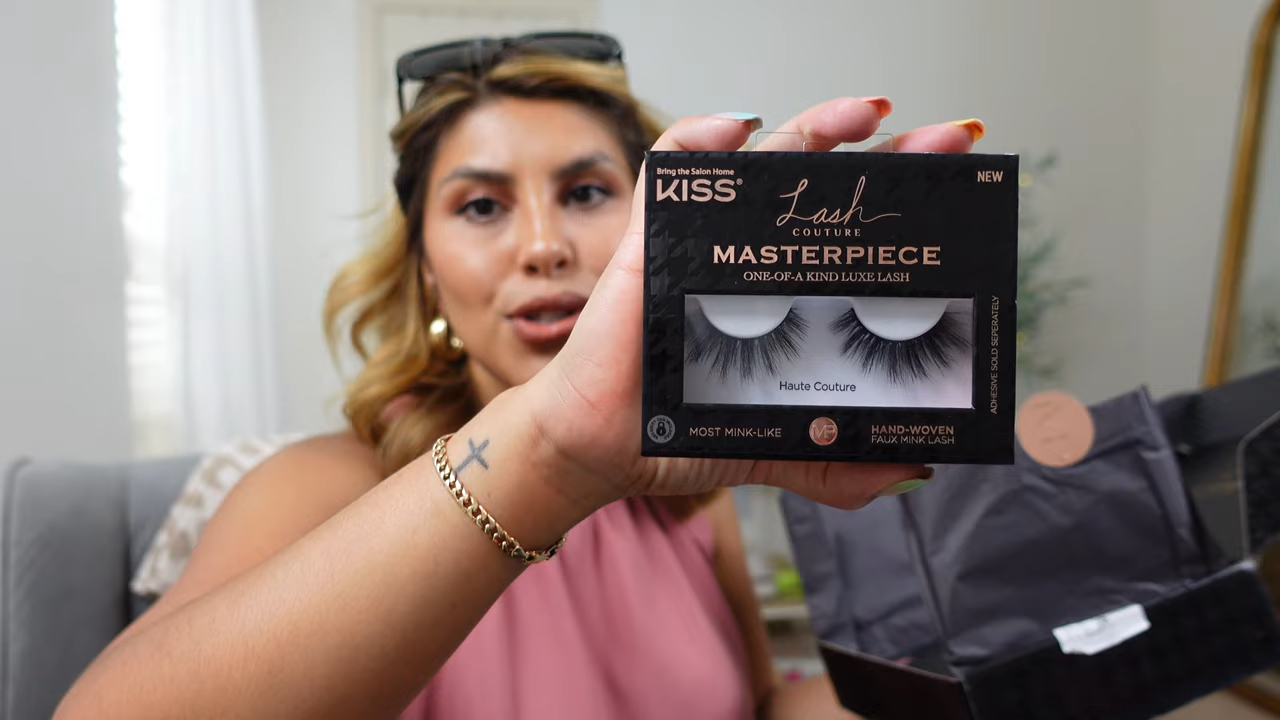 Bring the Salon Home
KISS®
NEW
Lash
COUTURE
MASTERPIECE
ONE-OF-A KIND LUXE LASH
Haute Couture
ADHESIVE SOLD SEPERATELY
MOST MINK-LIKE
MP
HAND-WOVEN
FAUX MINK LASH